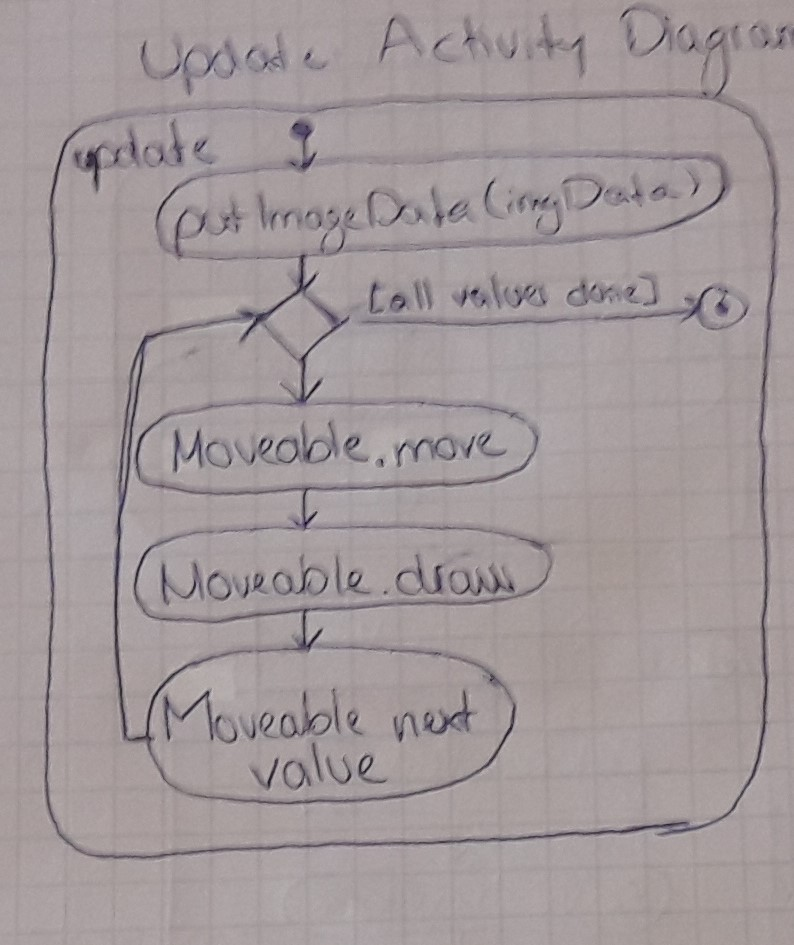 Update Activity Diagram
update
putImageData(imgData)
[all values done]
Moveable.move
Moveable.draw
Moveable next
value